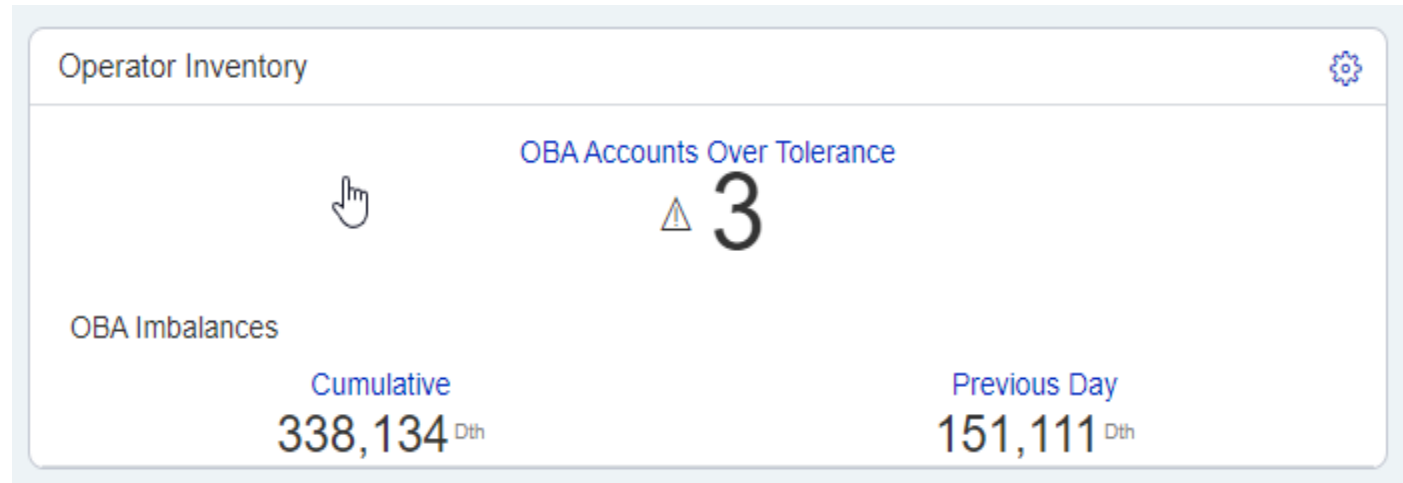 Operator Inventory
OBA Accounts Over Tolerance
3
OBA Imbalances
Cumulative
338,134 Dth
Previous Day
151,111 Dth